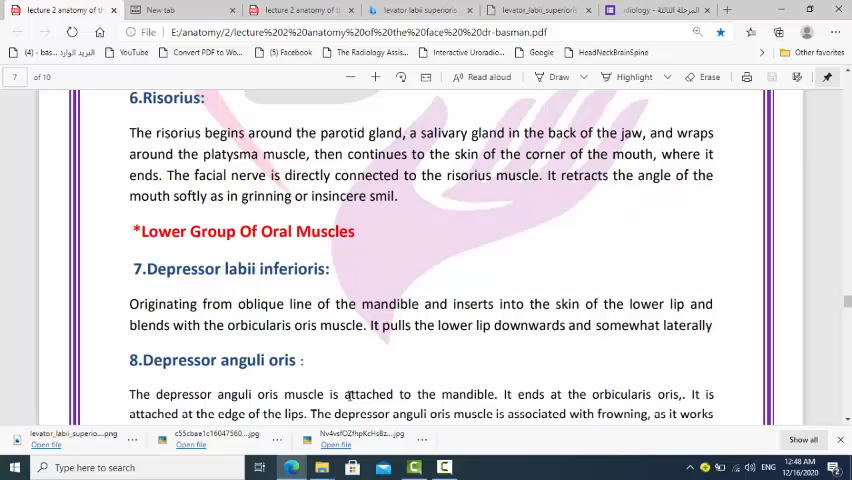 lecture 2 anatomy of th
New tab
lecture 2 anatomy of th
levator labii superioris
levator_labii_superioris
المرحلة الثالثة - Radiology
File
E:/anatomy/2/lecture%202%20anatomy%20of%20the%20face%20dr-basman.pdf
البريد الوارد (4) - bas...
YouTube
Convert PDF to Wo...
(5) Facebook
The Radiology Assist...
Interactive Uroradio...
Google
HeadNeckBrainSpine
Other favorites
7 of 10
Read aloud
Draw
Highlight
Erase
6.Risorius:
The risorius begins around the parotid gland, a salivary gland in the back of the jaw, and wraps
around the platysma muscle, then continues to the skin of the corner of the mouth, where it
ends. The facial nerve is directly connected to the risorius muscle. It retracts the angle of the
mouth softly as in grinning or insincere smil.
*Lower Group Of Oral Muscles
7.Depressor labii inferioris:
Originating from oblique line of the mandible and inserts into the skin of the lower lip and
blends with the orbicularis oris muscle. It pulls the lower lip downwards and somewhat laterally
8.Depressor anguli oris :
The depressor anguli oris muscle is attached to the mandible. It ends at the orbicularis oris,. It is
attached at the edge of the lips. The depressor anguli oris muscle is associated with frowning, as it works
levator_labii_superio....png
Open file
c55cbae1c16047560....jpg
Open file
Nv4vsfOZfhpKcHsBz....jpg
Open file
Show all
Type here to search
ENG
12:48 AM
12/16/2020